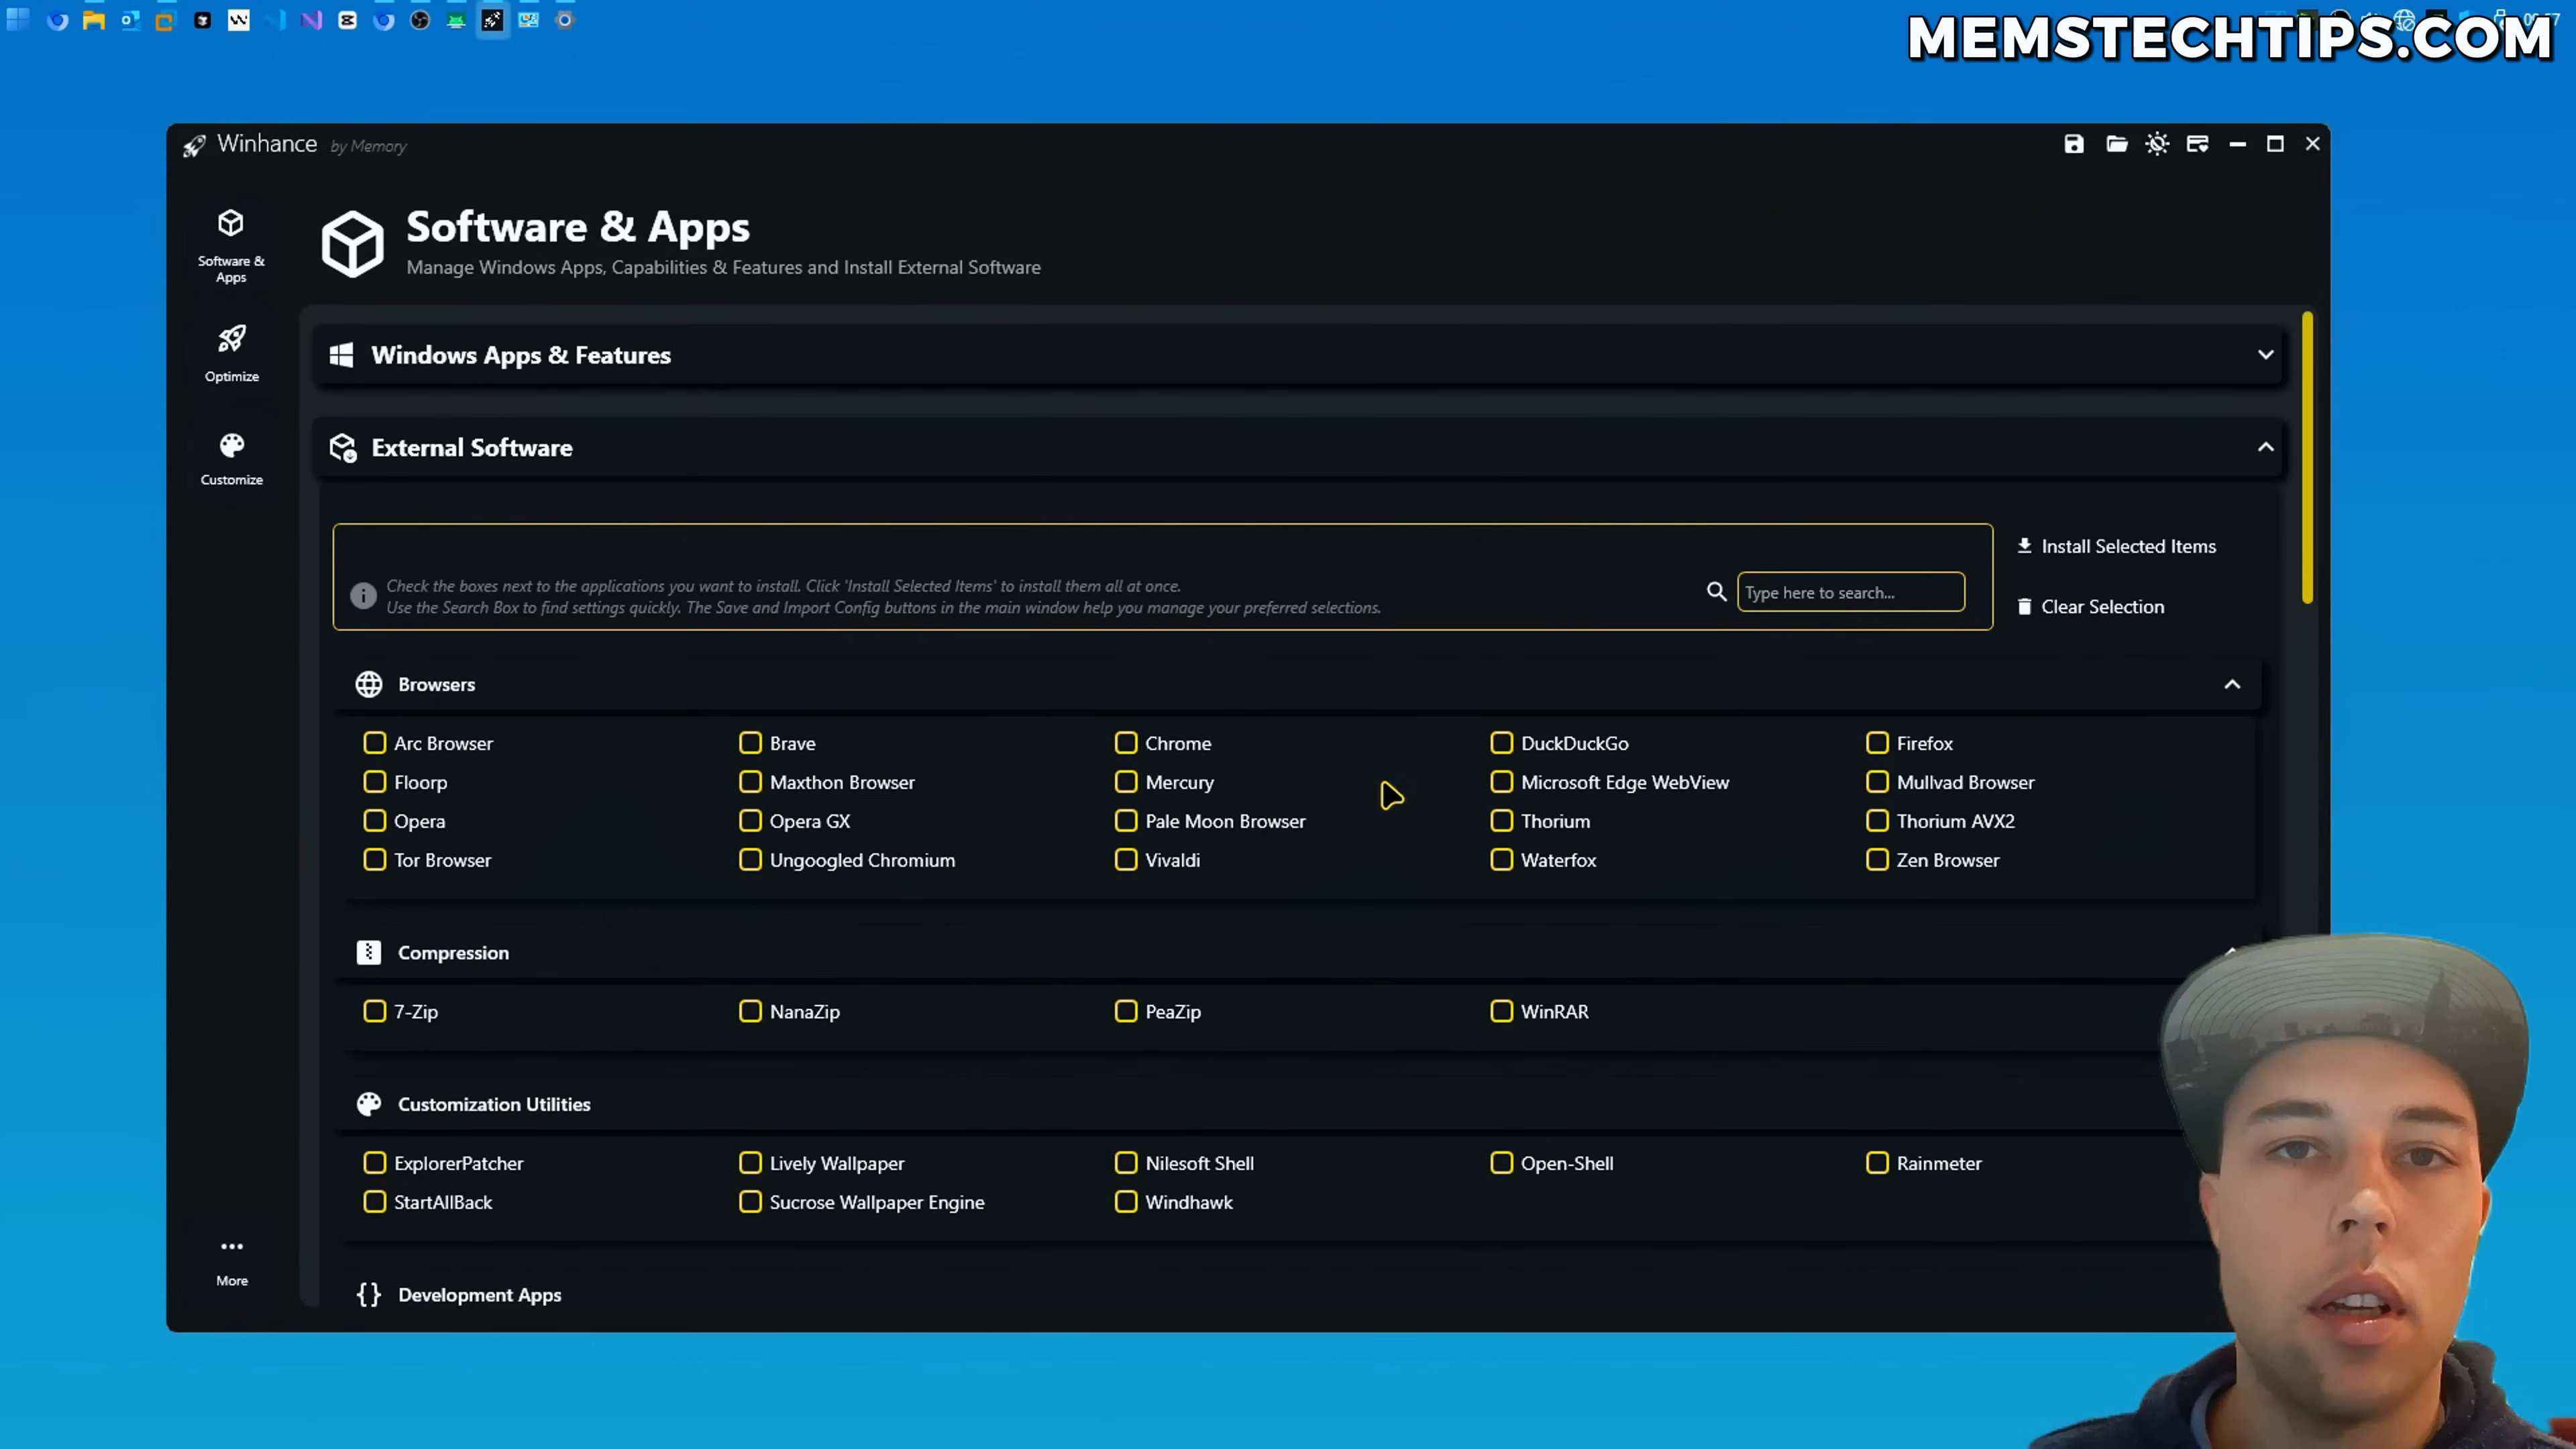 MEMSTECHTIPS.COM
Winhance by Memory
Software & Apps
Manage Windows Apps, Capabilities & Features and Install External Software
Software &
Apps
Optimize
Customize
More
Windows Apps & Features
External Software
Check the boxes next to the applications you want to install. Click 'Install Selected Items' to install them all at once.
Use the Search Box to find settings quickly. The Save and Import Config buttons in the main window help you manage your preferred selections.
Type here to search...
Install Selected Items
Clear Selection
Browsers
Arc Browser Brave Chrome DuckDuckGo Firefox
Floorp Maxthon Browser Mercury Microsoft Edge WebView Mullvad Browser
Opera Opera GX Pale Moon Browser Thorium Thorium AVX2
Tor Browser Ungoogled Chromium Vivaldi Waterfox Zen Browser
Compression
7-Zip NanaZip PeaZip WinRAR
Customization Utilities
ExplorerPatcher Lively Wallpaper Nilesoft Shell Open-Shell Rainmeter
StartAllBack Sucrose Wallpaper Engine Windhawk
Development Apps